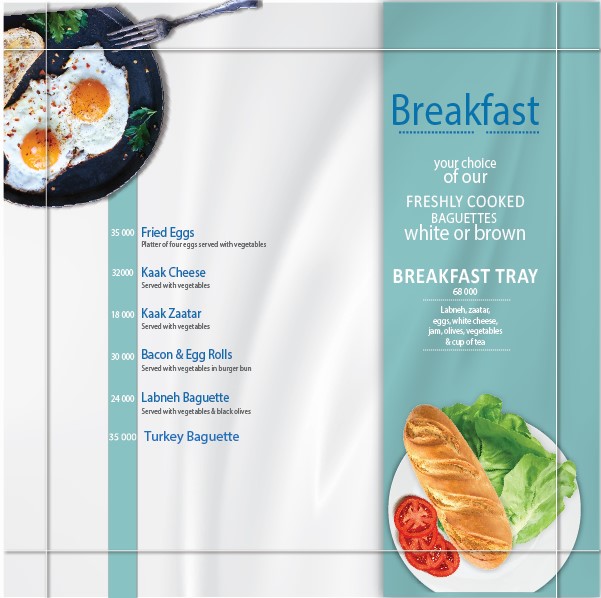 35 000 Fried Eggs
Platter of four eggs served with vegetables
32000 Kaak Cheese
Served with vegetables
18 000 Kaak Zaatar
Served with vegetables
30 000 Bacon & Egg Rolls
Served with vegetables in burger bun
24 000 Labneh Baguette
Served with vegetables & black olives
35 000 Turkey Baguette
Breakfast
your choice
of our
FRESHLY COOKED
BAGUETTES
white or brown
BREAKFAST TRAY
68 000
Labneh, zaatar,
eggs, white cheese,
jam, olives, vegetables
& cup of tea